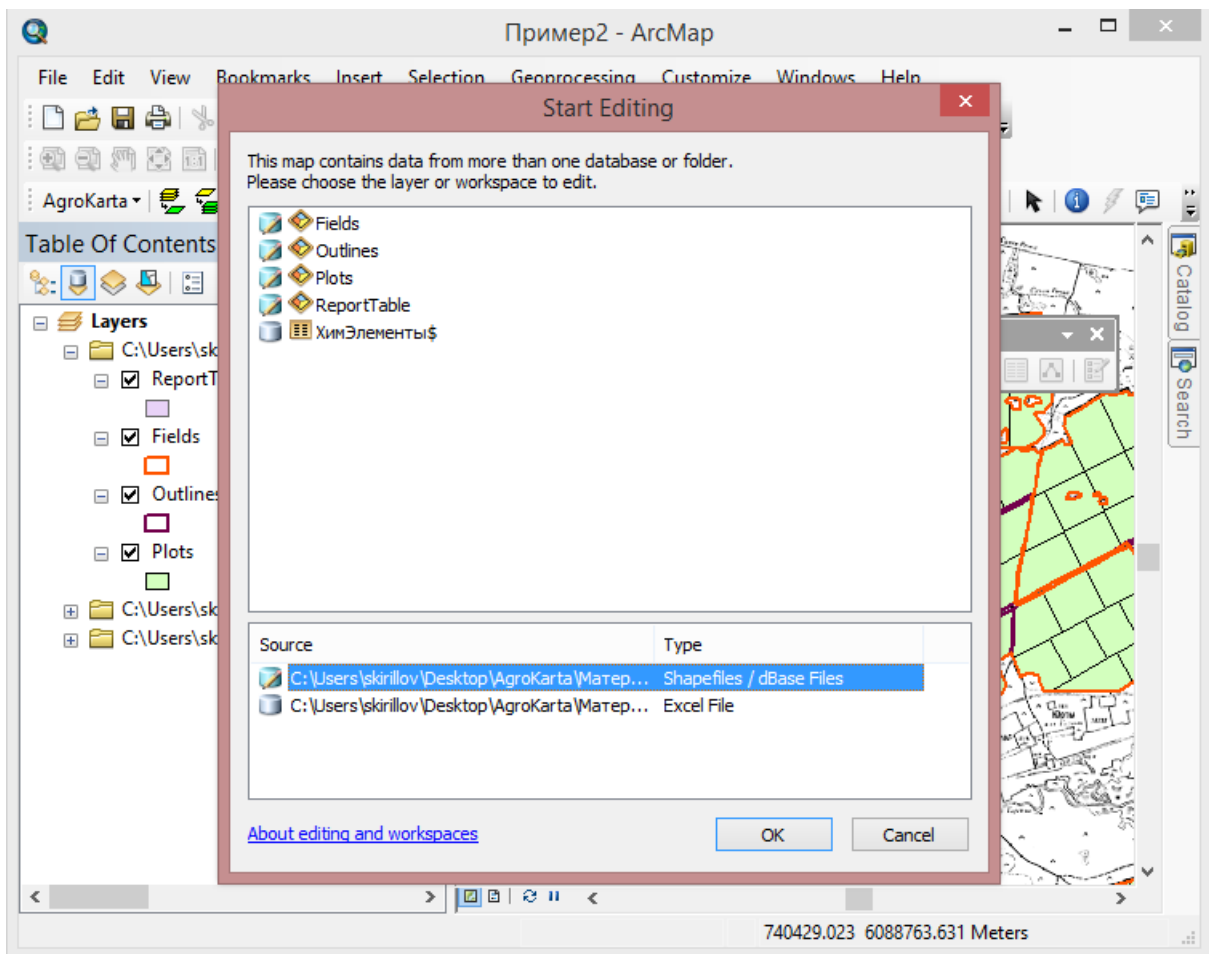 Пример2 - ArcMap
File Edit View Bookmarks Insert Selection Geoprocessing Customize Windows Help
Start Editing
This map contains data from more than one database or folder.
Please choose the layer or workspace to edit.
AgroKarta
Fields
Outlines
Plots
ReportTable
ХимЭлементы$
Table Of Contents
Layers
C:\Users\sk
ReportT
Fields
Outlines
Plots
C:\Users\sk
C:\Users\sk
Source Type
C:\Users\skirillov\Desktop\AgroKarta\Матер... Shapefiles / dBase Files
C:\Users\skirillov\Desktop\AgroKarta\Матер... Excel File
About editing and workspaces
OK Cancel
Catalog
Search
740429.023 6088763.631 Meters